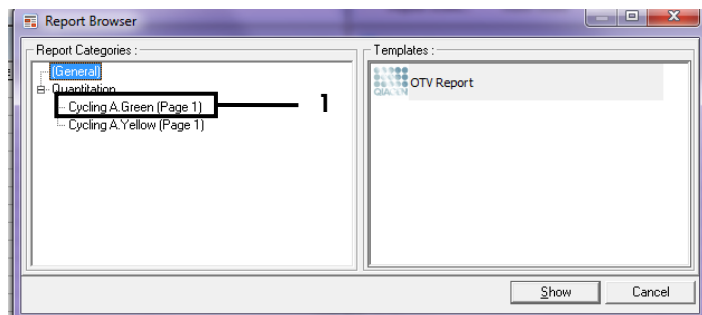 Report Browser
Report Categories :
(General)
Quantitation
Cycling A.Green (Page 1)
Cycling A.Yellow (Page 1)
1
Templates :
QIAGEN
OTV Report
Show
Cancel